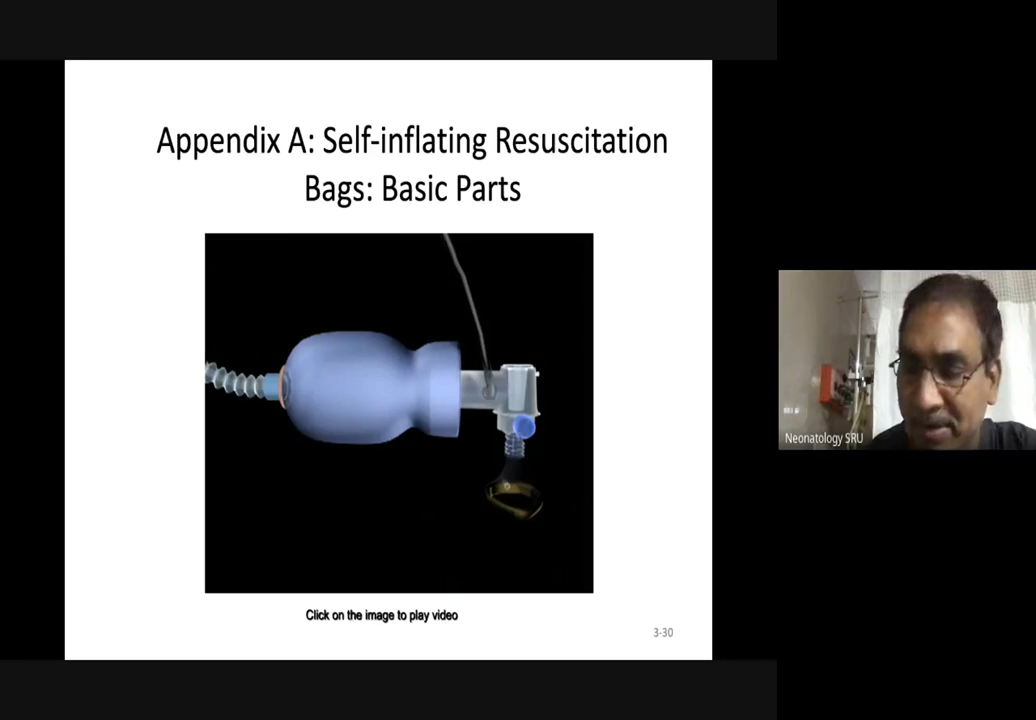 Appendix A: Self-inflating Resuscitation
Bags: Basic Parts
Click on the image to play video
3-30
Neonatology SRU